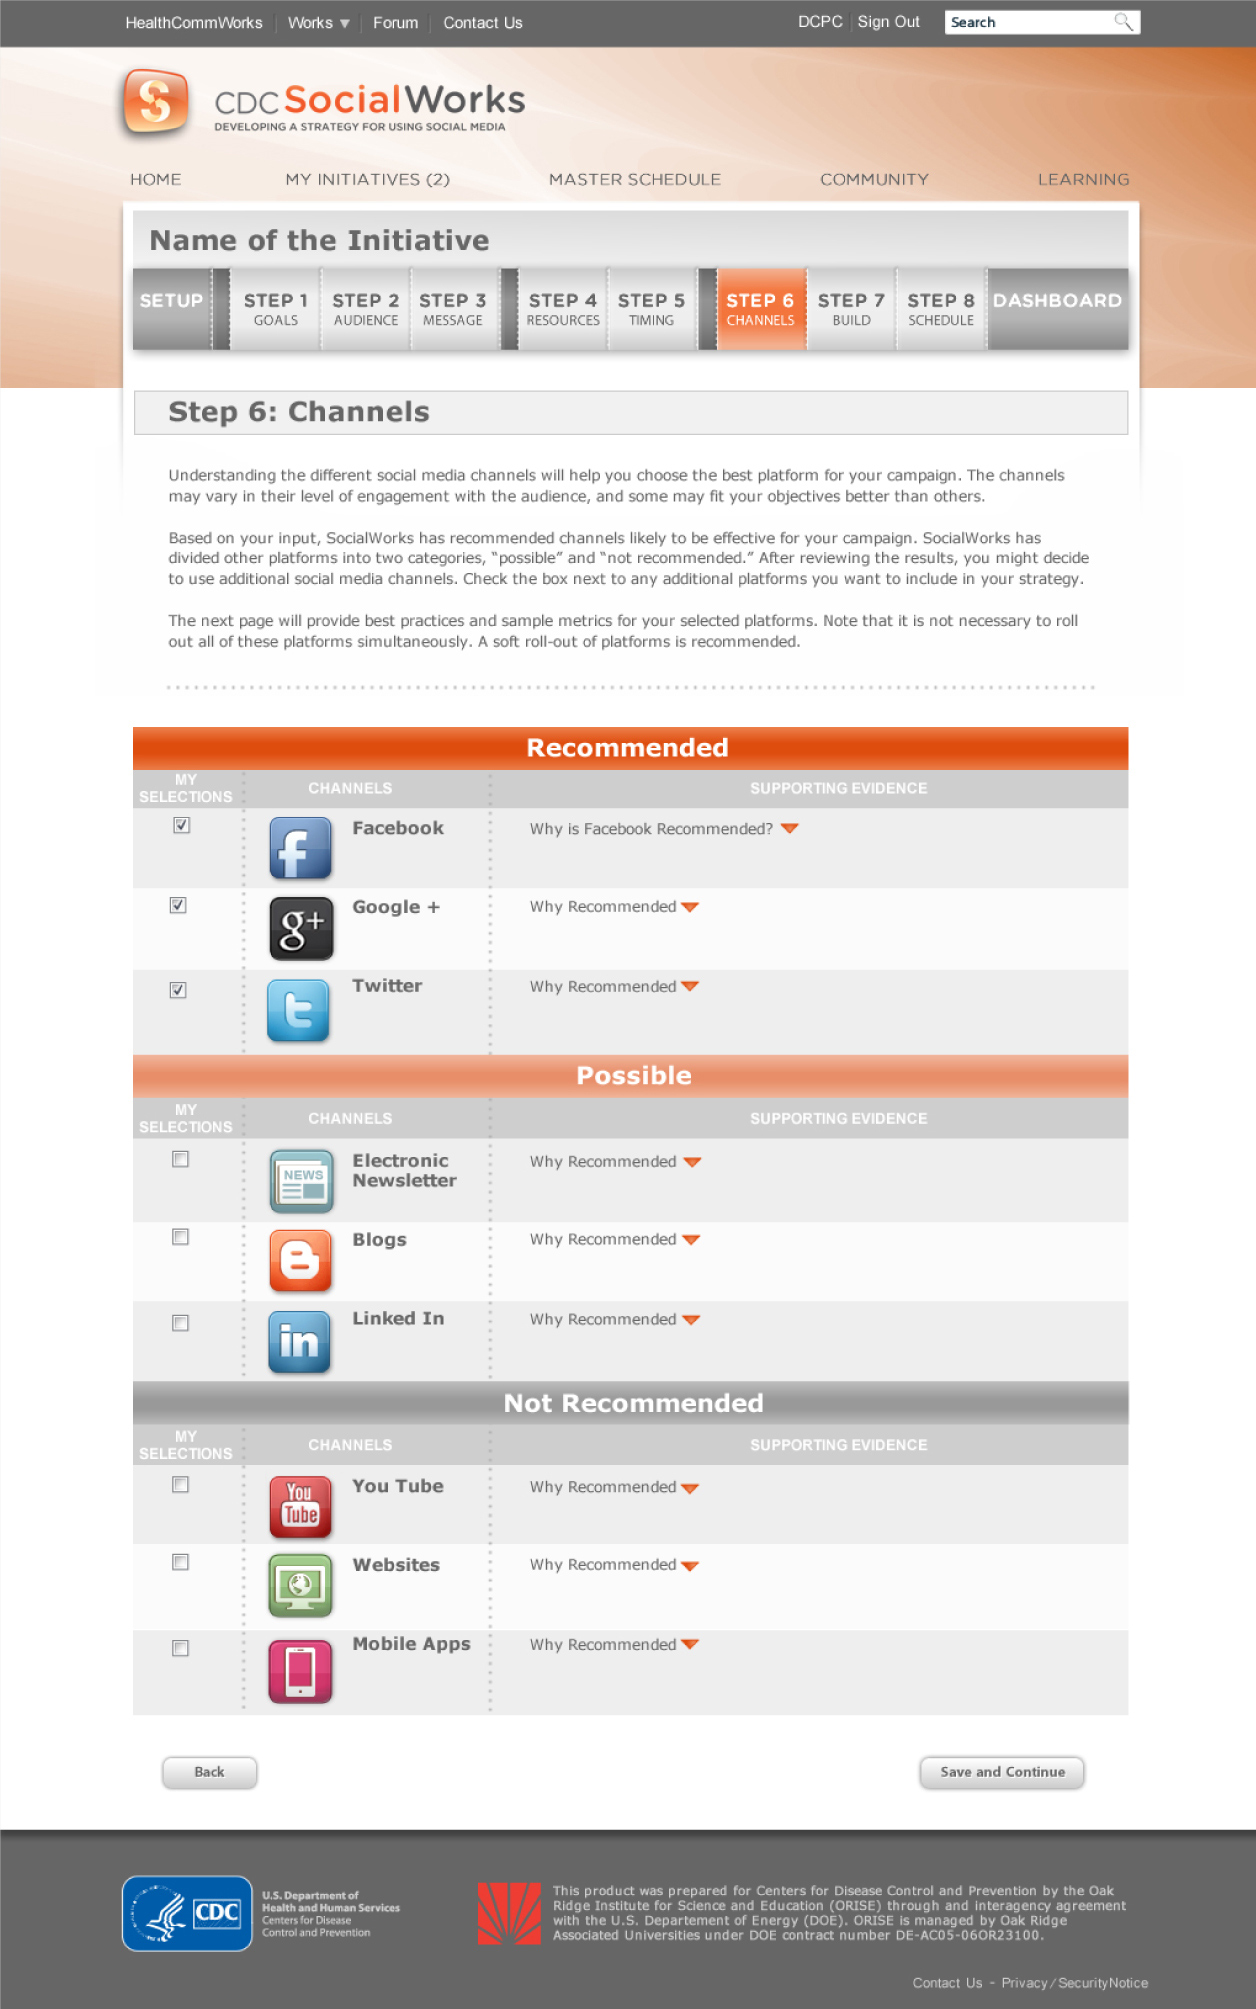 HealthCommWorks Works Forum Contact Us DCPC Sign Out Search
S
CDC SocialWorks
DEVELOPING A STRATEGY FOR USING SOCIAL MEDIA
HOME MY INITIATIVES (2) MASTER SCHEDULE COMMUNITY LEARNING
Name of the Initiative
SETUP STEP 1 STEP 2 STEP 3 STEP 4 STEP 5 STEP 6 STEP 7 STEP 8 DASHBOARD
GOALS AUDIENCE MESSAGE RESOURCES TIMING CHANNELS BUILD SCHEDULE
Step 6: Channels
Understanding the different social media channels will help you choose the best platform for your campaign. The channels
may vary in their level of engagement with the audience, and some may fit your objectives better than others.
Based on your input, SocialWorks has recommended channels likely to be effective for your campaign. SocialWorks has
divided other platforms into two categories, “possible” and “not recommended.” After reviewing the results, you might decide
to use additional social media channels. Check the box next to any additional platforms you want to include in your strategy.
The next page will provide best practices and sample metrics for your selected platforms. Note that it is not necessary to roll
out all of these platforms simultaneously. A soft roll-out of platforms is recommended.
Recommended
MY
SELECTIONS CHANNELS SUPPORTING EVIDENCE
f Facebook Why is Facebook Recommended?
g+ Google + Why Recommended
t Twitter Why Recommended
Possible
MY
SELECTIONS CHANNELS SUPPORTING EVIDENCE
NEWS Electronic Why Recommended
Newsletter
B Blogs Why Recommended
in Linked In Why Recommended
Not Recommended
MY
SELECTIONS CHANNELS SUPPORTING EVIDENCE
You
Tube You Tube Why Recommended
Websites Why Recommended
Mobile Apps Why Recommended
Back Save and Continue
CDC
U.S. Department of
Health and Human Services
Centers for Disease
Control and Prevention
This product was prepared for Centers for Disease Control and Prevention by the Oak
Ridge Institute for Science and Education (ORISE) through and interagency agreement
with the U.S. Departement of Energy (DOE). ORISE is managed by Oak Ridge
Associated Universities under DOE contract number DE-AC05-06OR23100.
Contact Us - Privacy/SecurityNotice